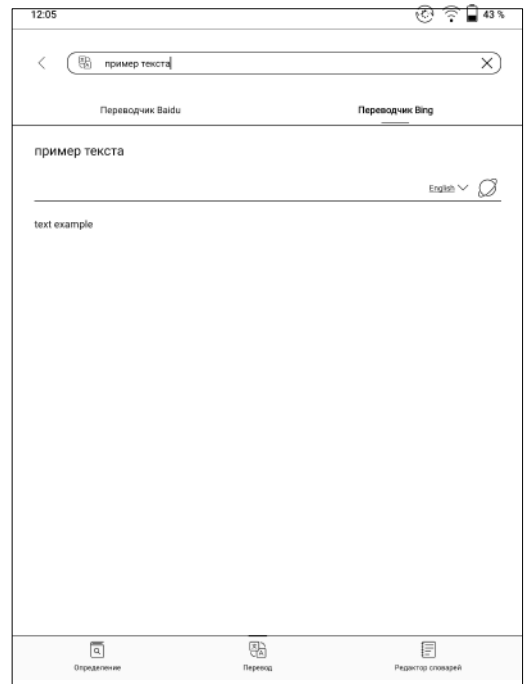 12:05 43 %
пример текста
Переводчик Baidu Переводчик Bing
пример текста
English
text example
Определение Перевод Редактор словарей